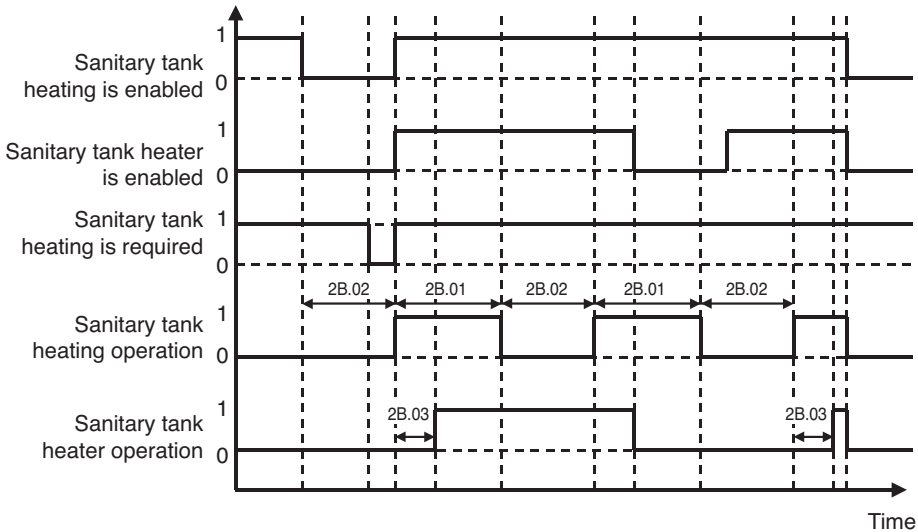 1
Sanitary tank
heating is enabled
0
1
Sanitary tank heater
is enabled
0
1
Sanitary tank
heating is required
0
2B.02 2B.01 2B.02 2B.01 2B.02
1
Sanitary tank
heating operation
0
1
2B.03 2B.03
Sanitary tank
heater operation
0
Time